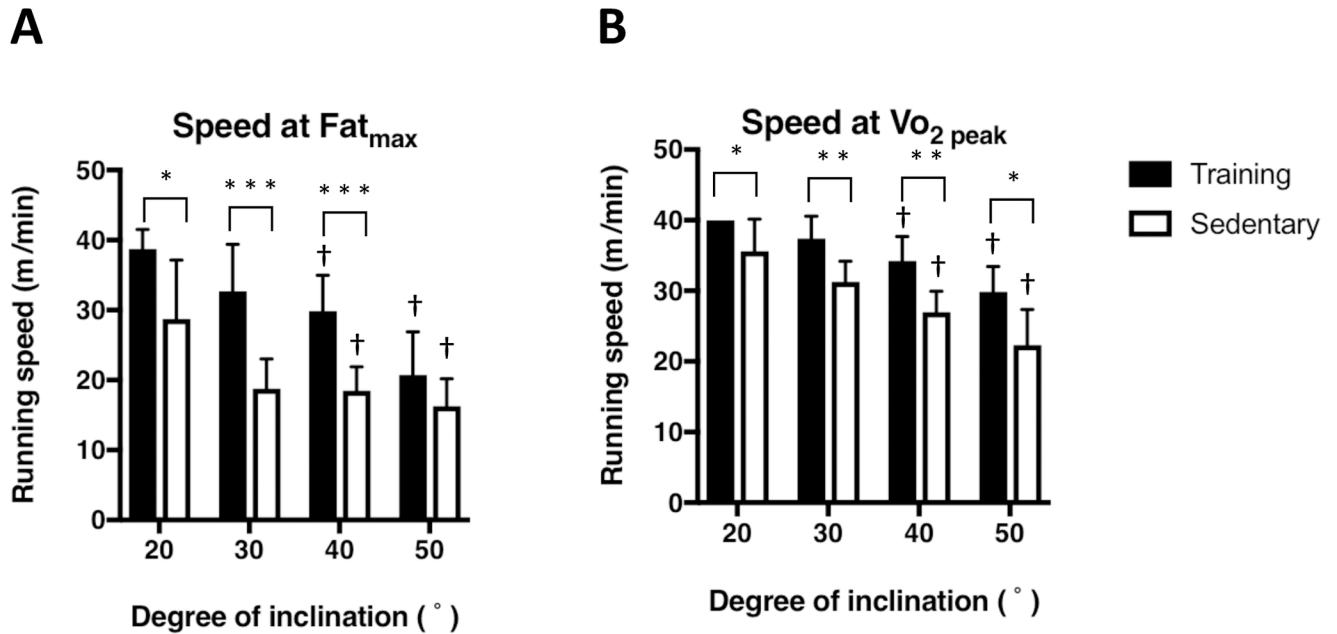 A
B
Speed at Fatmax
Speed at Vo2 peak
Training
Sedentary
Running speed (m/min)
50
40
30
20
10
0
* * * * * * *
† † † †
20 30 40 50
Degree of inclination ( ° )
Running speed (m/min)
50
40
30
20
10
0
* * * * * *
† † † †
20 30 40 50
Degree of inclination ( ° )